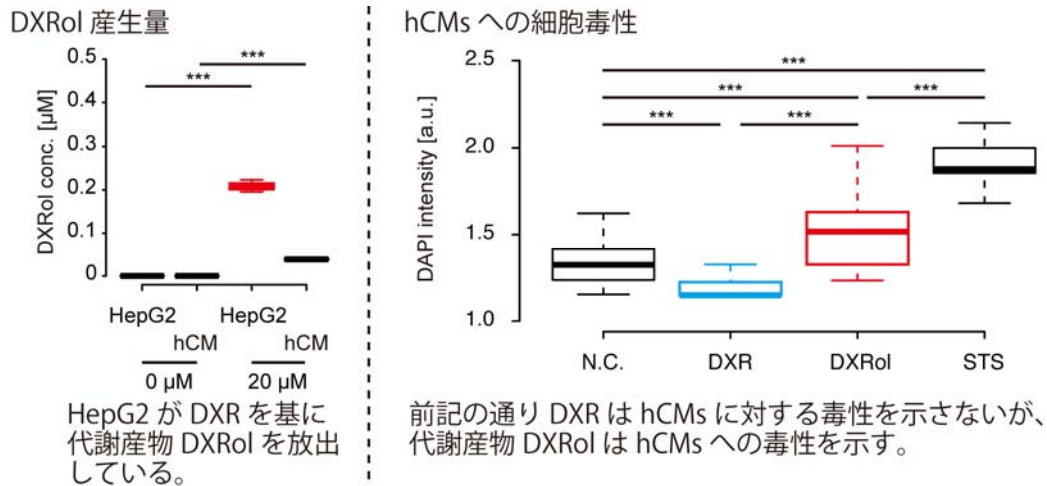 DXRol 産生量
DXRol conc. [µM]
0.5
0.4
0.3
0.2
0.1
0
***
***
HepG2
hCM
HepG2
hCM
0 µM
20 µM
HepG2 が DXR を基に
代謝産物 DXRol を放出
している。
hCMs への細胞毒性
DAPI intensity [a.u.]
2.5
2.0
1.5
1.0
***
***
***
***
***
N.C.
DXR
DXRol
STS
前記の通り DXR は hCMs に対する毒性を示さないが、
代謝産物 DXRol は hCMs への毒性を示す。